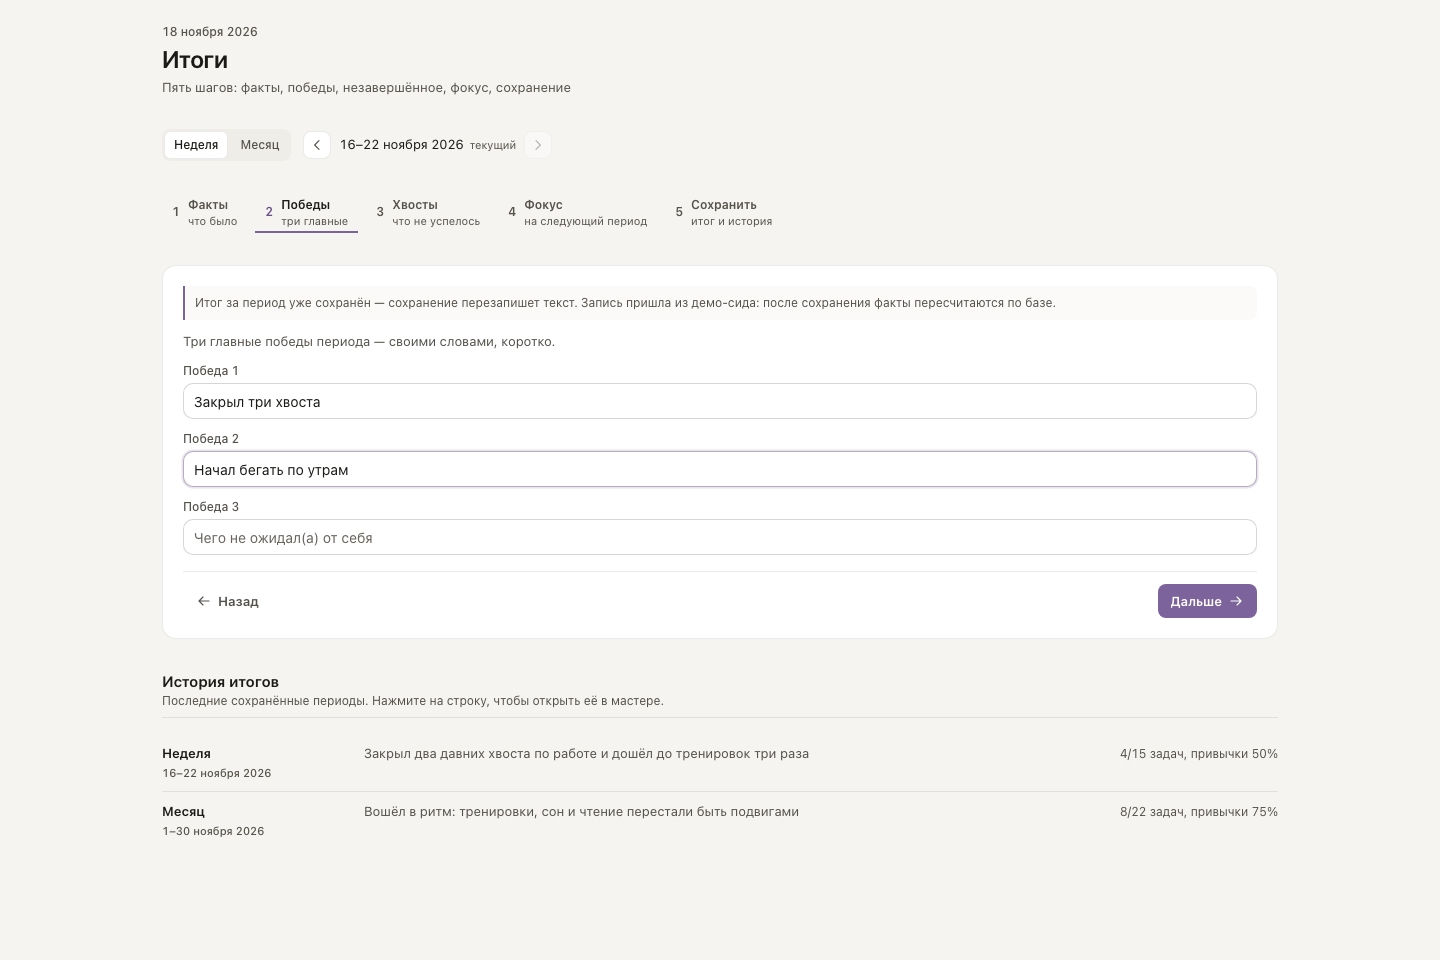 18 ноября 2026
Итоги
Пять шагов: факты, победы, незавершённое, фокус, сохранение
Неделя Месяц 16–22 ноября 2026 текущий
1 Факты
что было
2 Победы
три главные
3 Хвосты
что не успелось
4 Фокус
на следующий период
5 Сохранить
итог и история
Итог за период уже сохранён — сохранение перезапишет текст. Запись пришла из демо-сида: после сохранения факты пересчитаются по базе.
Три главные победы периода — своими словами, коротко.
Победа 1
Закрыл три хвоста
Победа 2
Начал бегать по утрам
Победа 3
Чего не ожидал(а) от себя
← Назад
Дальше →
История итогов
Последние сохранённые периоды. Нажмите на строку, чтобы открыть её в мастере.
Неделя
16–22 ноября 2026
Закрыл два давних хвоста по работе и дошёл до тренировок три раза
4/15 задач, привычки 50%
Месяц
1–30 ноября 2026
Вошёл в ритм: тренировки, сон и чтение перестали быть подвигами
8/22 задач, привычки 75%